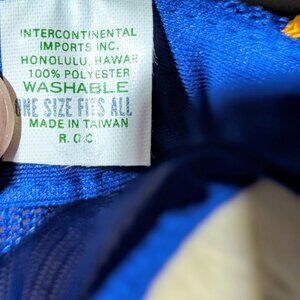 INTERCONTINENTAL
IMPORTS INC.
HONOLULU, HAWAII
100% POLYESTER
WASHABLE
ONE SIZE FITS ALL
MADE IN TAIWAN
R.O.C.